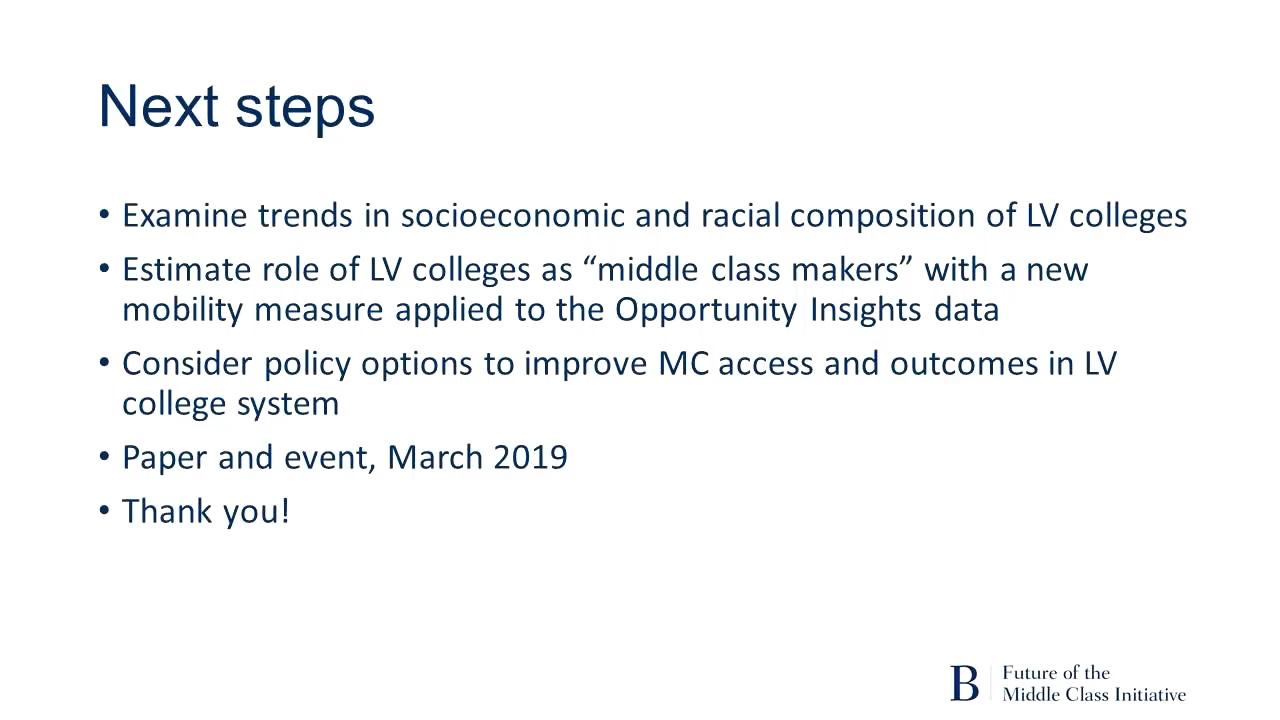 Next steps
• Examine trends in socioeconomic and racial composition of LV colleges
• Estimate role of LV colleges as “middle class makers” with a new
mobility measure applied to the Opportunity Insights data
• Consider policy options to improve MC access and outcomes in LV
college system
• Paper and event, March 2019
• Thank you!
B
Future of the
Middle Class Initiative